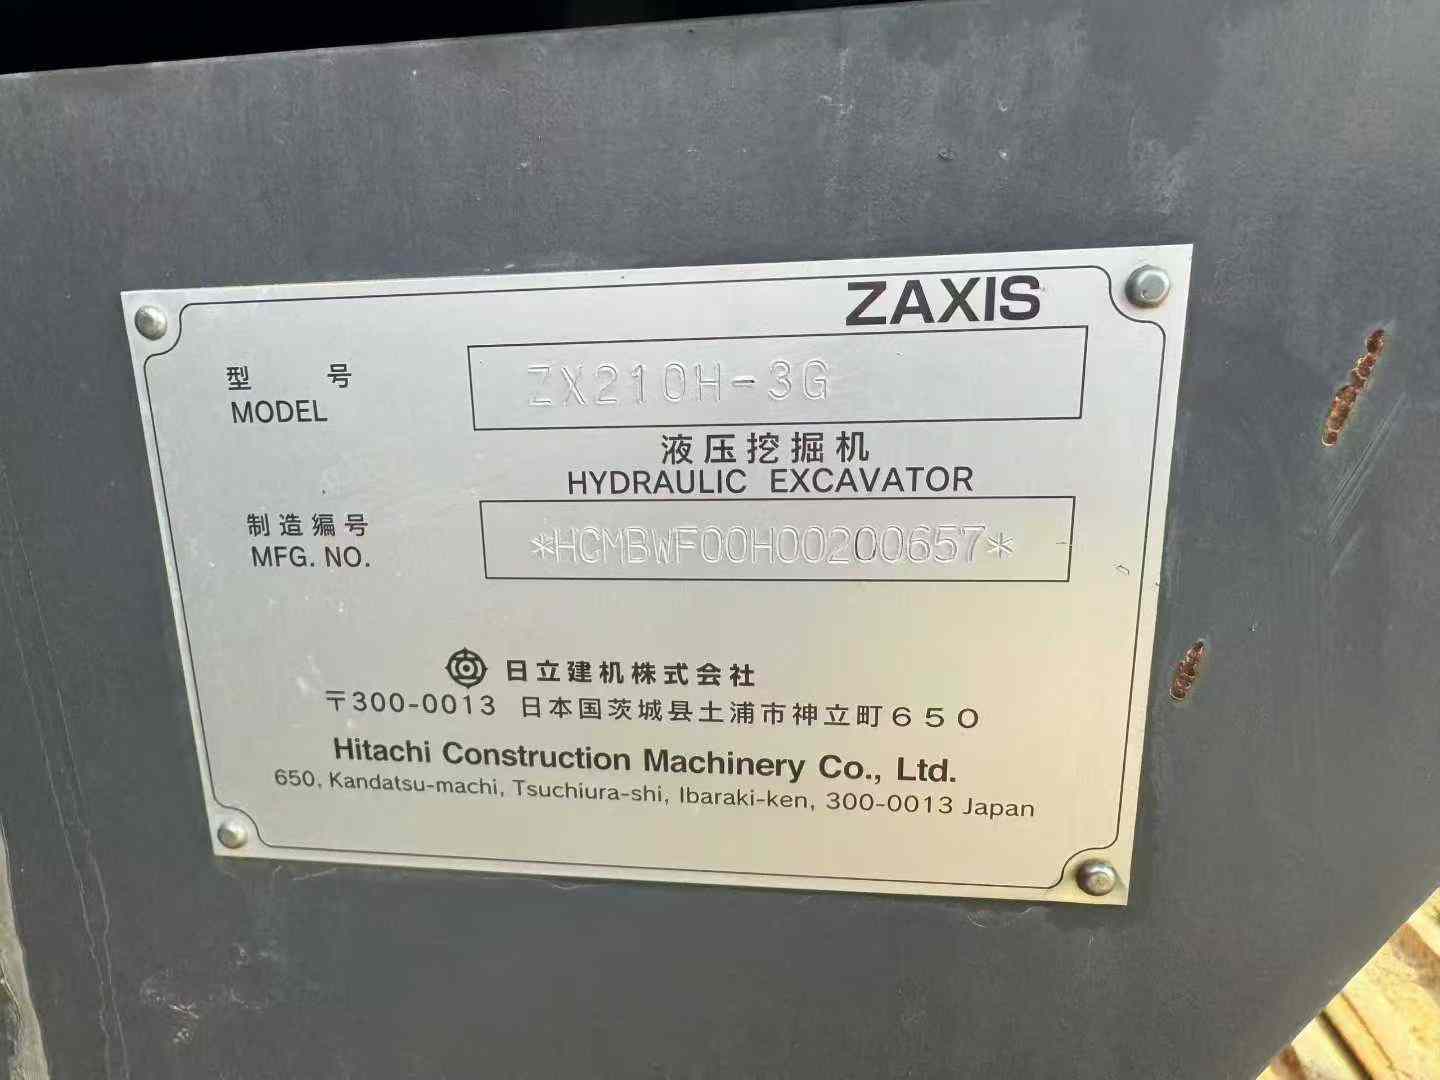 ZAXIS
型 号 ZX210H-3G
MODEL
液压挖掘机
HYDRAULIC EXCAVATOR
制造编号 *HCMBWF00H00200657*
MFG. NO.
日立建机株式会社
〒300-0013 日本国茨城县土浦市神立町６５０
Hitachi Construction Machinery Co., Ltd.
650, Kandatsu-machi, Tsuchiura-shi, Ibaraki-ken, 300-0013 Japan